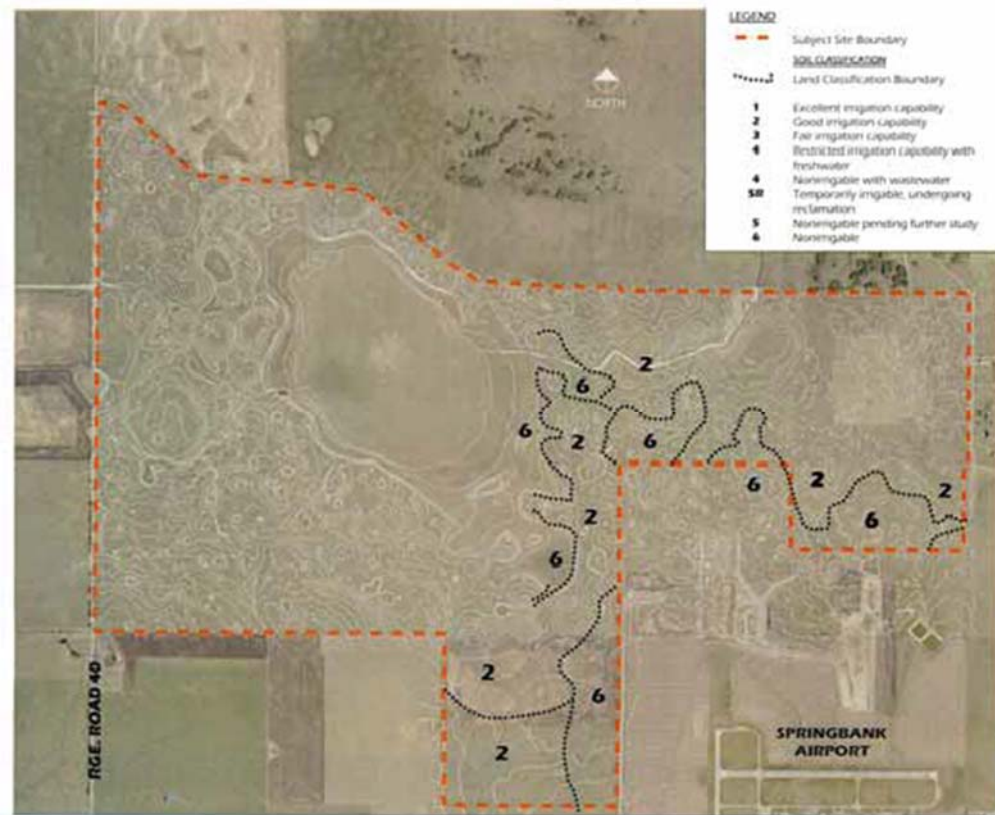 LEGEND
Subject Site Boundary
SOIL CLASSIFICATION
Land Classification Boundary
1 Excellent irrigation capability
2 Good irrigation capability
3 Fair irrigation capability
4 Restricted irrigation capability with
freshwater
4 Nonirrigable with wastewater
5R Temporarily irrigable, undergoing
reclamation
5 Nonirrigable pending further study
6 Nonirrigable
NORTH
2
6
6
2
6
6
2
2
2
6
6
2
6
2
RGE. ROAD 40
SPRINGBANK
AIRPORT